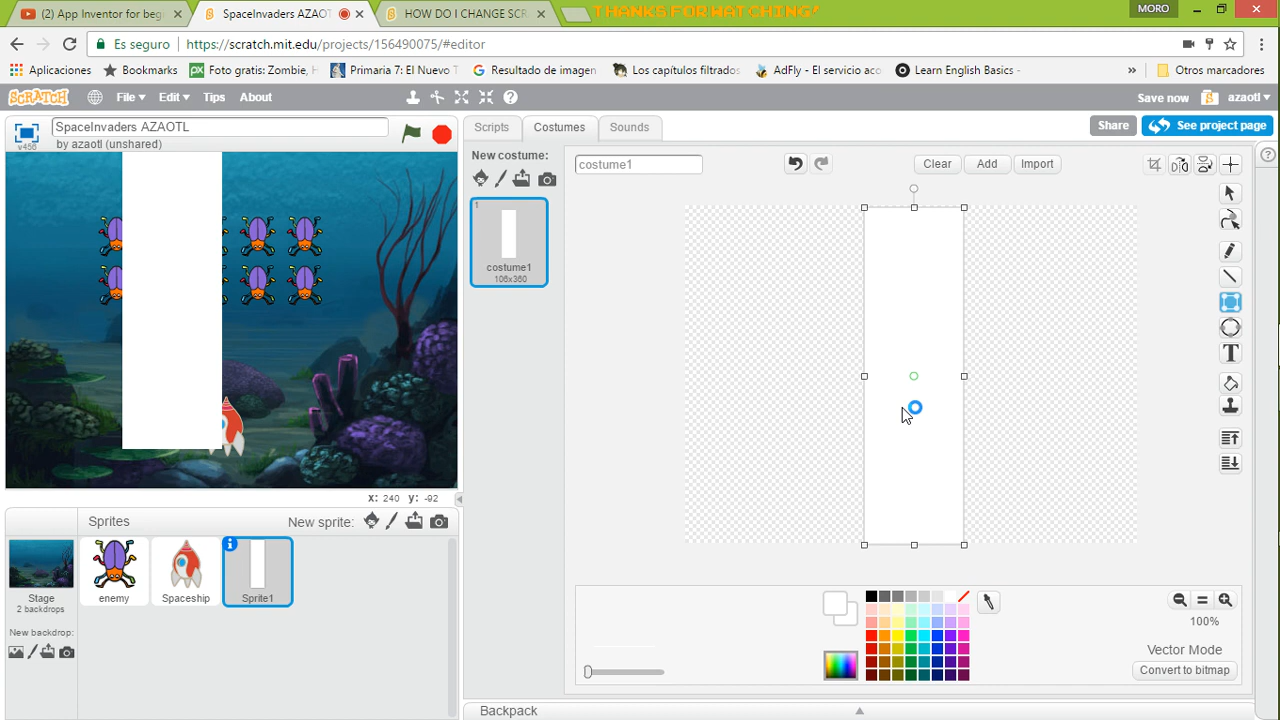 (2) App Inventor for beg
SpaceInvaders AZAOT
HOW DO I CHANGE SCR
THANKS FOR WATCHING!
MORO
Es seguro
https://scratch.mit.edu/projects/156490075/#editor
Aplicaciones
Bookmarks
Foto gratis: Zombie, H
Primaria 7: El Nuevo T
Resultado de imagen
Los capítulos filtrados
AdFly - El servicio aco
Learn English Basics -
»
Otros marcadores
SCRATCH
File
Edit
Tips
About
Save now
azaotl
v456
SpaceInvaders AZAOTL
by azaotl (unshared)
Scripts
Costumes
Sounds
Share
See project page
New costume:
costume1
Clear
Add
Import
1
costume1
106x360
x: 240 y: -92
Sprites
New sprite:
Stage
2 backdrops
enemy
Spaceship
Sprite1
New backdrop:
100%
Vector Mode
Convert to bitmap
Backpack